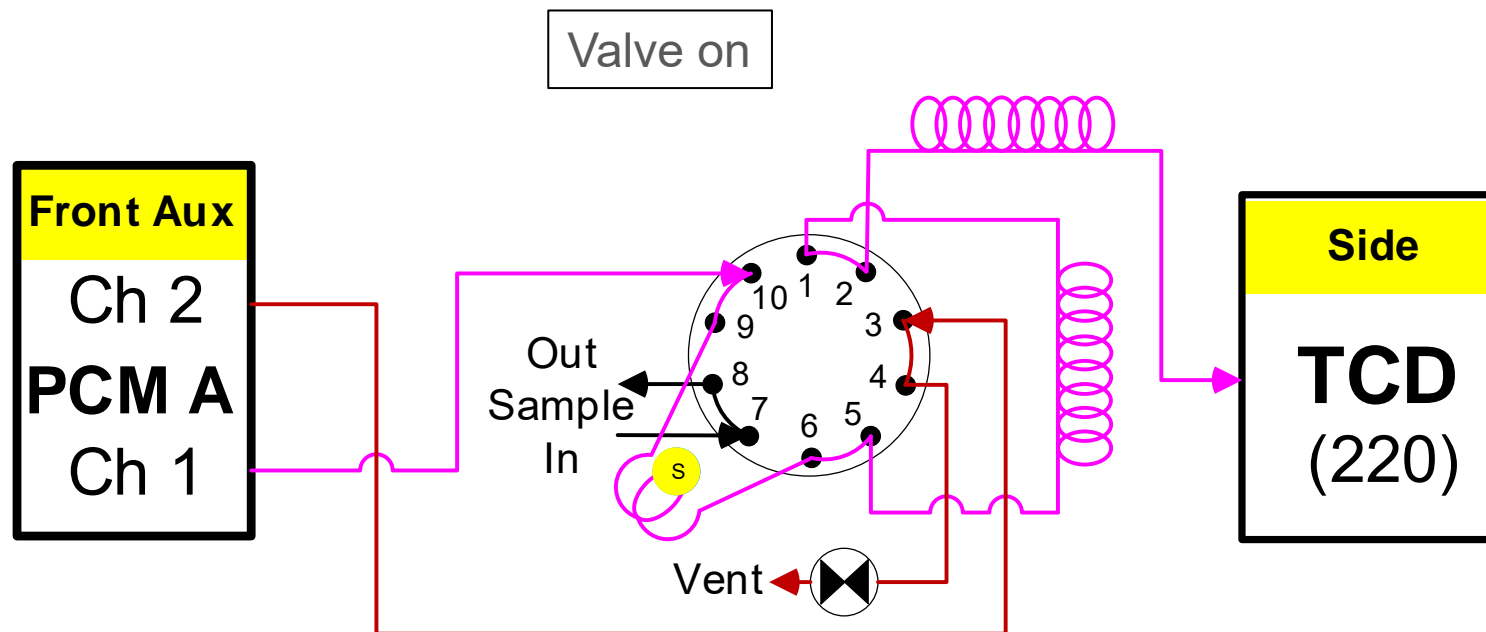 Valve on
Front Aux
Ch 2
PCM A
Ch 1
Out
Sample
In
1
2
3
4
5
6
7
8
9
10
S
Vent
Side
TCD
(220)